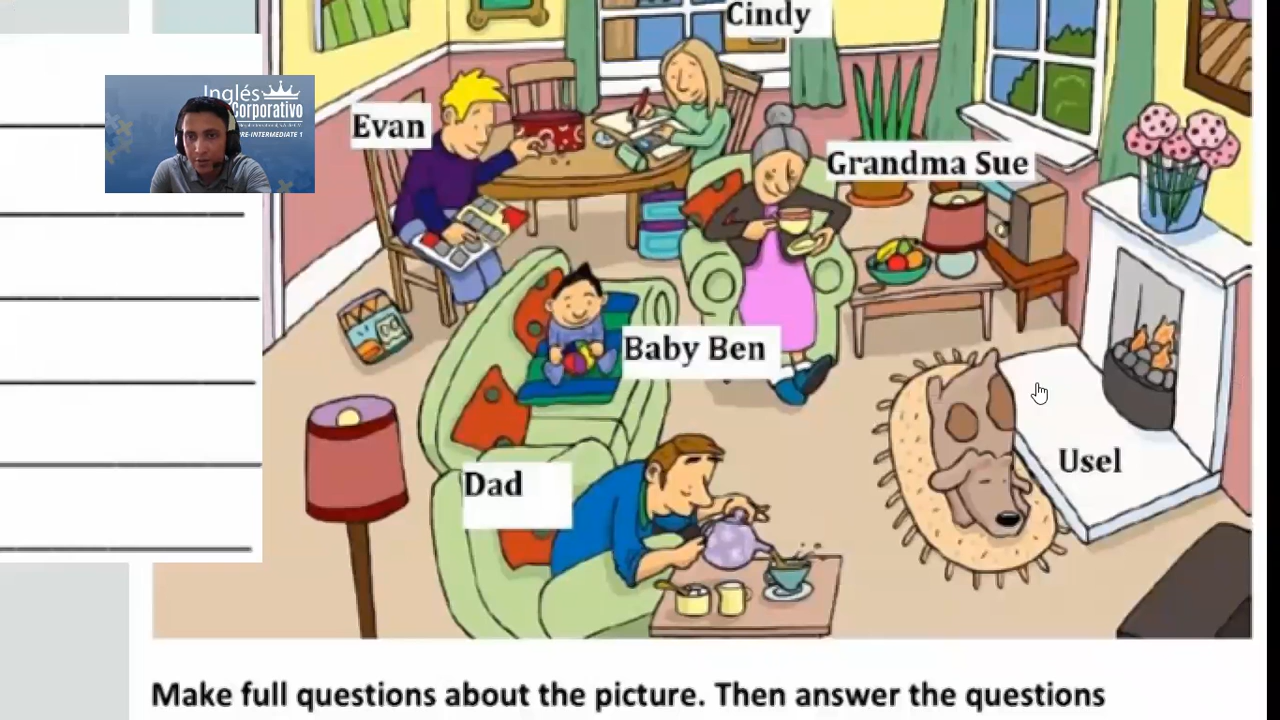 Cindy
Inglés
Corporativo
PRE-INTERMEDIATE 1
Evan
Grandma Sue
Baby Ben
Usel
Dad
Make full questions about the picture. Then answer the questions